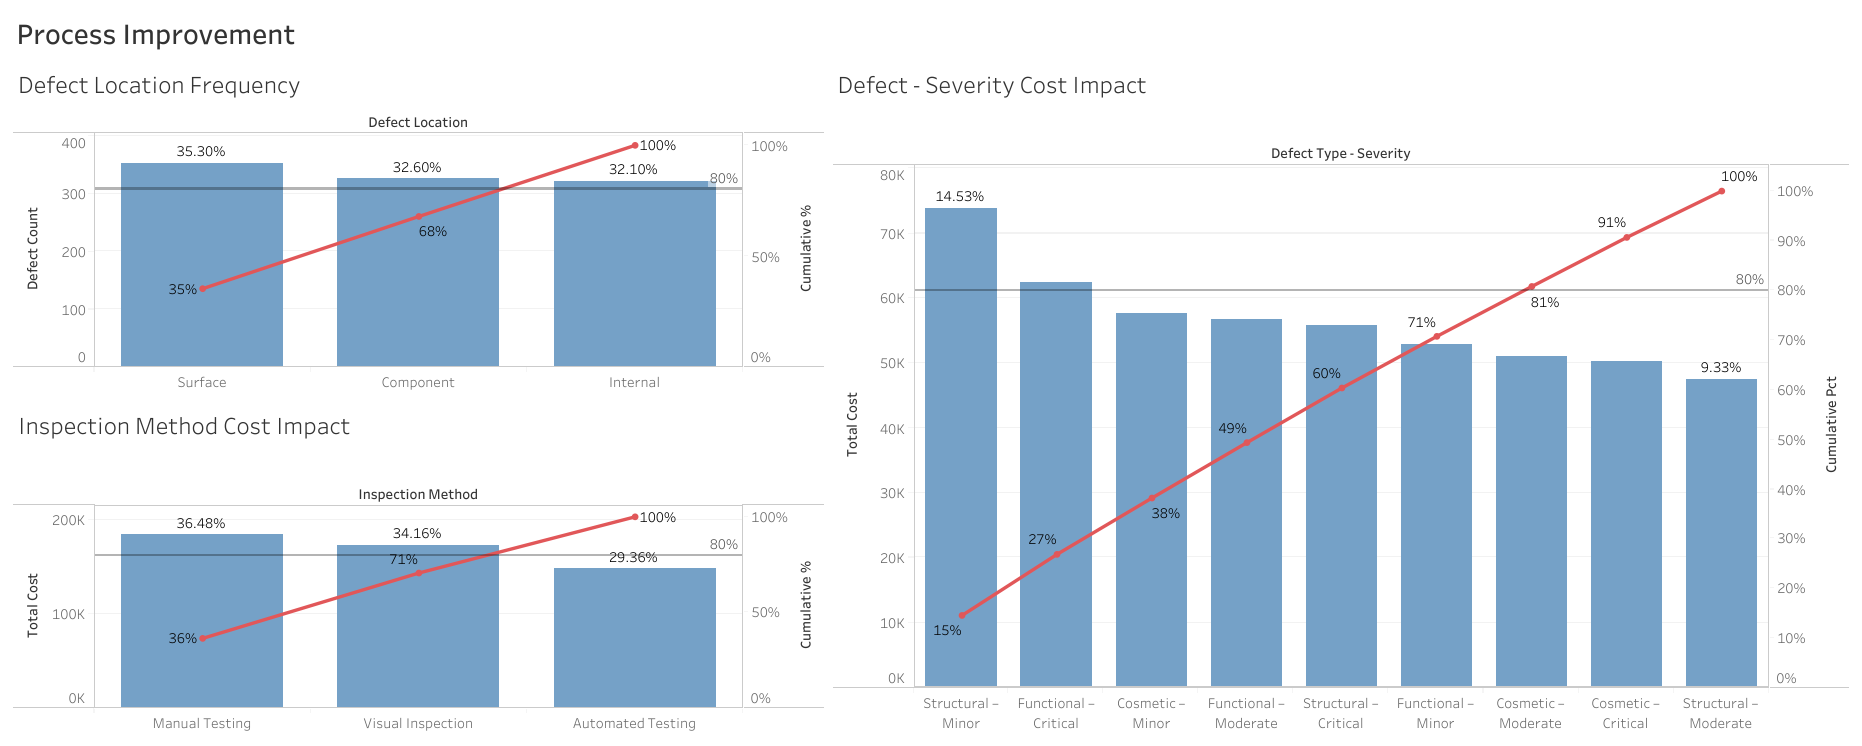 Process Improvement
Defect Location Frequency
Defect Location
400
300
200
100
0
Defect Count
35.30%
32.60%
32.10%
35%
68%
100%
80%
100%
50%
0%
Cumulative %
Surface
Component
Internal
Inspection Method Cost Impact
Inspection Method
200K
100K
0K
Total Cost
36.48%
34.16%
29.36%
36%
71%
100%
80%
100%
50%
0%
Cumulative %
Manual Testing
Visual Inspection
Automated Testing
Defect - Severity Cost Impact
Defect Type - Severity
80K
70K
60K
50K
40K
30K
20K
10K
0K
Total Cost
14.53%
9.33%
15%
27%
38%
49%
60%
71%
81%
91%
100%
80%
100%
90%
80%
70%
60%
50%
40%
30%
20%
10%
0%
Cumulative Pct
Structural –
Minor
Functional –
Critical
Cosmetic –
Minor
Functional –
Moderate
Structural –
Critical
Functional –
Minor
Cosmetic –
Moderate
Cosmetic –
Critical
Structural –
Moderate